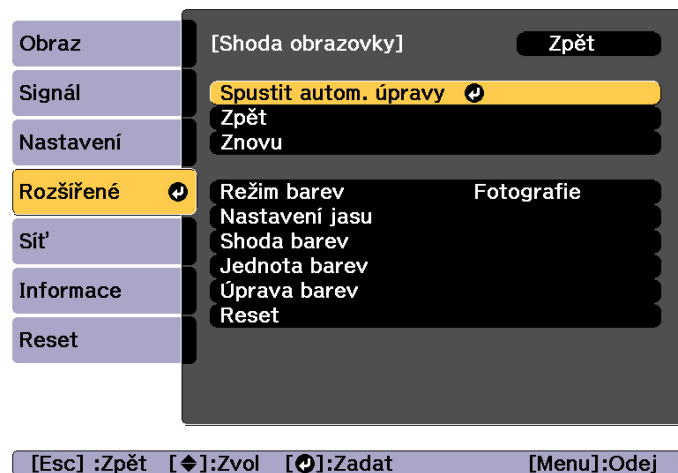 Obraz
Signál
Nastavení
Rozšířené
Síť
Informace
Reset
[Shoda obrazovky] Zpět
Spustit autom. úpravy
Zpět
Znovu
Režim barev Fotografie
Nastavení jasu
Shoda barev
Jednota barev
Úprava barev
Reset
[Esc] :Zpět [◆]:Zvol [⏎]:Zadat [Menu]:Odej